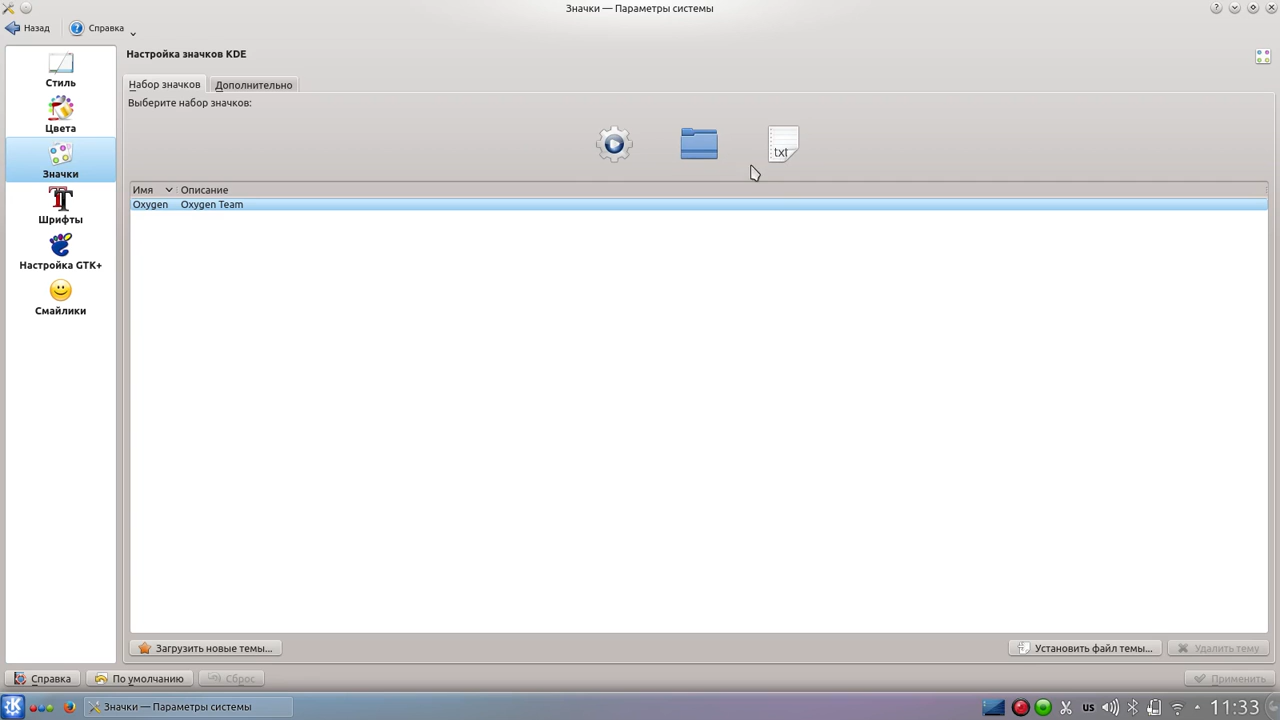 Значки — Параметры системы
Назад Справка
Настройка значков KDE
Стиль
Цвета
Значки
Шрифты
Настройка GTK+
Смайлики
Набор значков Дополнительно
Выберите набор значков:
txt
Имя Описание
Oxygen Oxygen Team
Загрузить новые темы... Установить файл темы... Удалить тему
Справка По умолчанию Сброс Применить
Значки — Параметры системы us 11:33